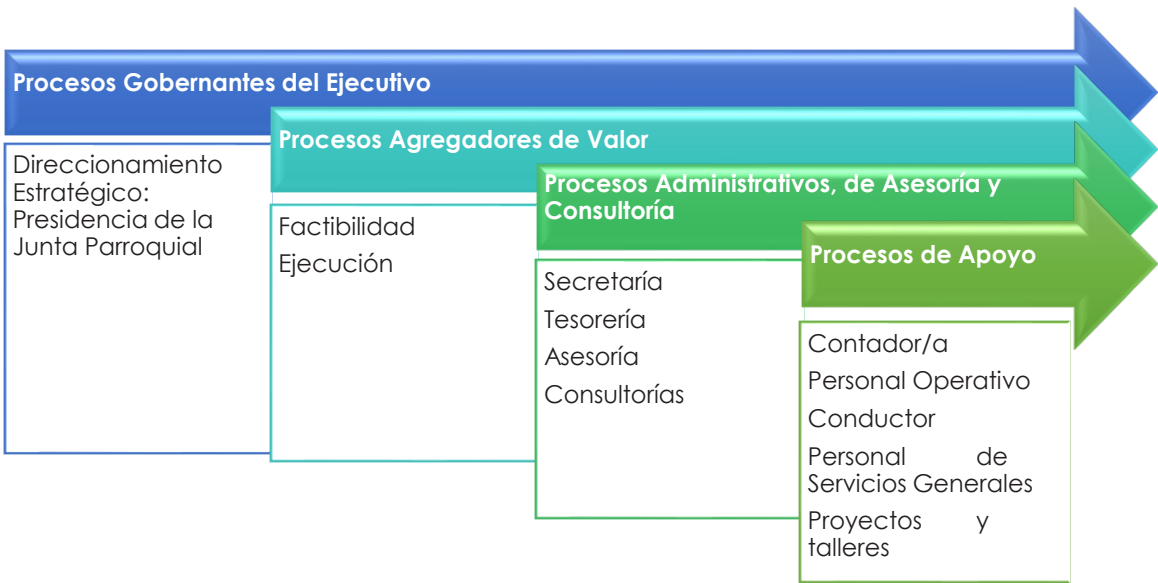 Procesos Gobernantes del Ejecutivo
Direccionamiento
Estratégico:
Presidencia de la
Junta Parroquial
Procesos Agregadores de Valor
Factibilidad
Ejecución
Procesos Administrativos, de Asesoría y
Consultoría
Secretaría
Tesorería
Asesoría
Consultorías
Procesos de Apoyo
Contador/a
Personal Operativo
Conductor
Personal de
Servicios Generales
Proyectos y
talleres